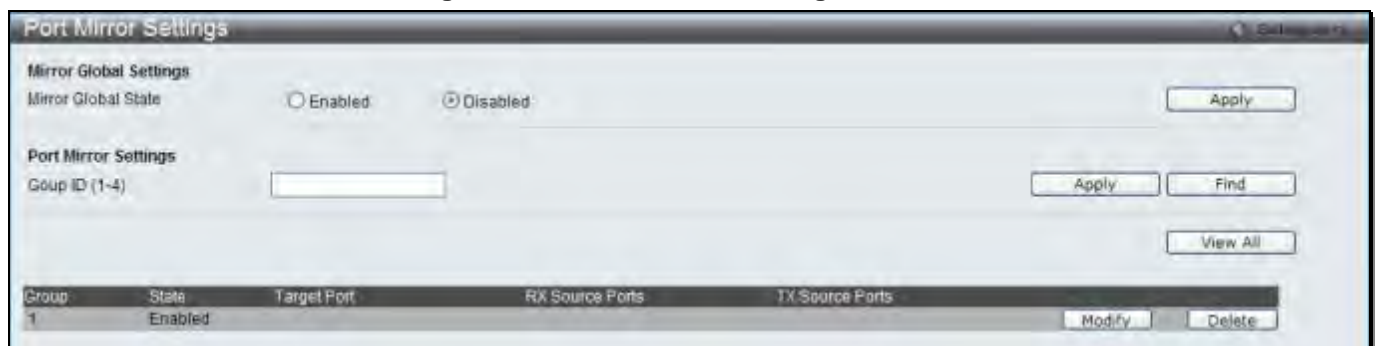 Port Mirror Settings
Mirror Global Settings
Mirror Global State Enabled Disabled Apply
Port Mirror Settings
Goup ID (1-4) Apply Find
View All
Group State Target Port RX Source Ports TX Source Ports
1 Enabled Modify Delete